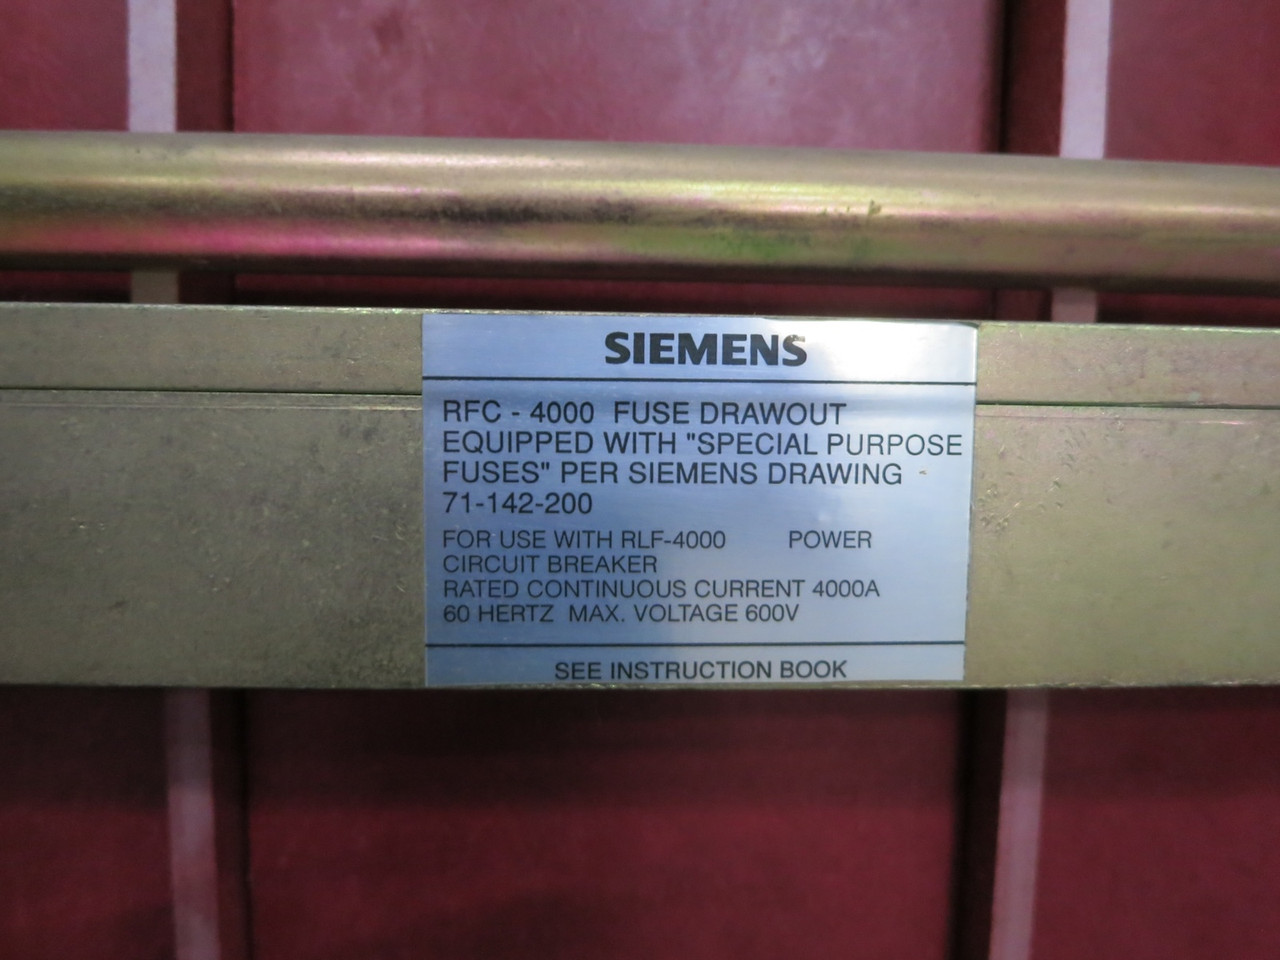 SIEMENS
RFC - 4000 FUSE DRAWOUT
EQUIPPED WITH "SPECIAL PURPOSE
FUSES" PER SIEMENS DRAWING
71-142-200
FOR USE WITH RLF-4000 POWER
CIRCUIT BREAKER
RATED CONTINUOUS CURRENT 4000A
60 HERTZ MAX. VOLTAGE 600V
SEE INSTRUCTION BOOK